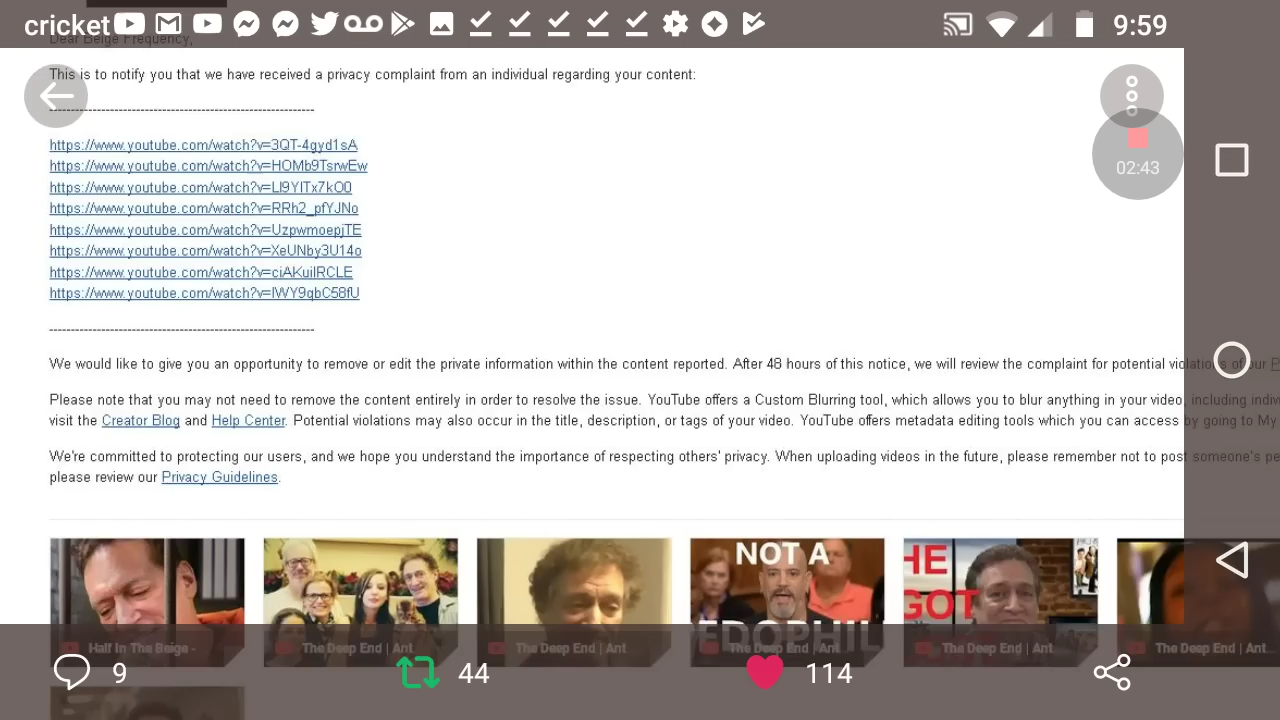 cricket 9:59
Dear Beige Frequency,
This is to notify you that we have received a privacy complaint from an individual regarding your content:
----------------------------------------------------------------
https://www.youtube.com/watch?v=3QT-4gyd1sA
https://www.youtube.com/watch?v=HOMb9TsrwEw
https://www.youtube.com/watch?v=LI9YITx7kO0
https://www.youtube.com/watch?v=RRh2_pfYJNo
https://www.youtube.com/watch?v=UzpwmoepjTE
https://www.youtube.com/watch?v=XeUNby3U14o
https://www.youtube.com/watch?v=ciAKuilRCLE
https://www.youtube.com/watch?v=IWY9qbC58fU
02:43
----------------------------------------------------------------
We would like to give you an opportunity to remove or edit the private information within the content reported. After 48 hours of this notice, we will review the complaint for potential violations of our P
Please note that you may not need to remove the content entirely in order to resolve the issue. YouTube offers a Custom Blurring tool, which allows you to blur anything in your video, including indiv
visit the Creator Blog and Help Center. Potential violations may also occur in the title, description, or tags of your video. YouTube offers metadata editing tools which you can access by going to My
We're committed to protecting our users, and we hope you understand the importance of respecting others' privacy. When uploading videos in the future, please remember not to post someone's pe
please review our Privacy Guidelines.
NOT A
EDOPHIL
HE
GOT
Half In The Beige -
The Deep End | Ant
The Deep End | Ant
The Deep End | Ant
The Deep End | Ant
The Deep End | Ant...
9 44 114